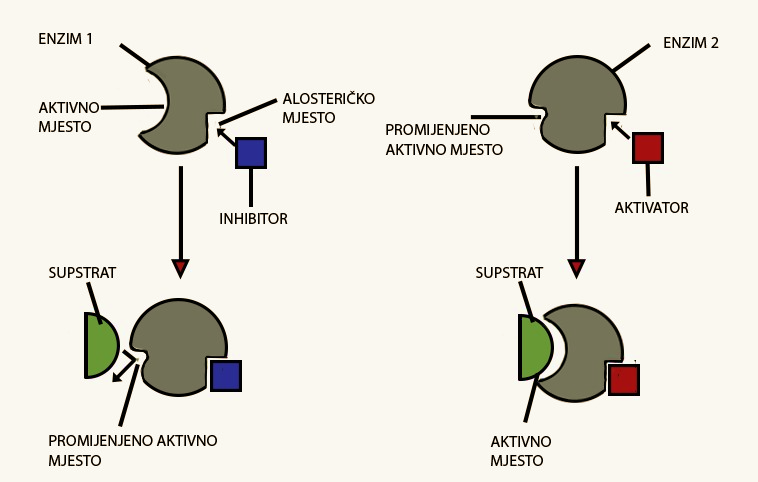 ENZIM 1
AKTIVNO
MJESTO
ALOSTERIČKO
MJESTO
INHIBITOR
SUPSTRAT
PROMIJENJENO AKTIVNO
MJESTO
ENZIM 2
PROMIJENJENO
AKTIVNO MJESTO
AKTIVATOR
SUPSTRAT
AKTIVNO
MJESTO